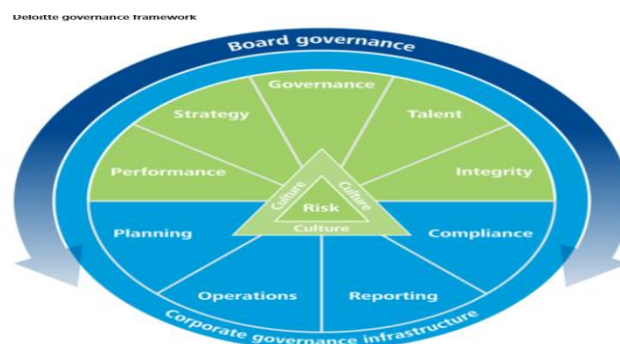 Deloitte governance framework
Board governance
Governance
Strategy
Talent
Performance
Integrity
Culture
Culture
Risk
Culture
Planning
Compliance
Operations
Reporting
Corporate governance infrastructure